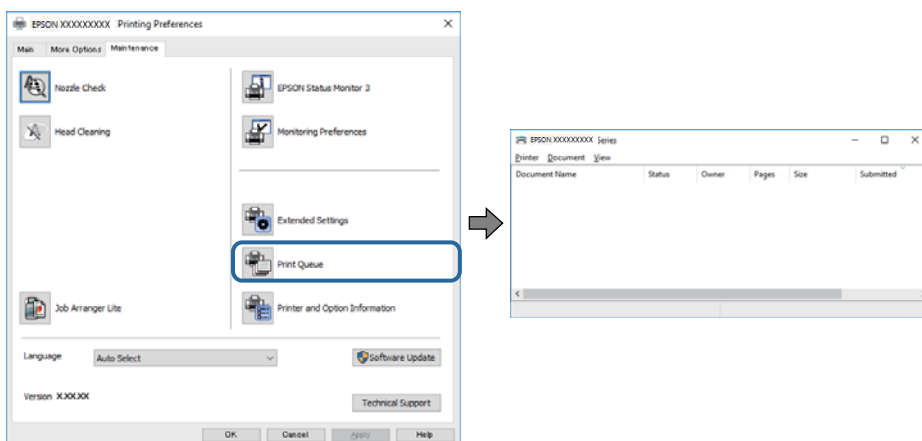 EPSON XXXXXXXXX Printing Preferences
Main More Options Maintenance
Nozzle Check
Head Cleaning
Job Arranger Lite
EPSON Status Monitor 3
Monitoring Preferences
Extended Settings
Print Queue
Printer and Option Information
Language Auto Select Software Update
Version X.XX.XX
Technical Support
OK Cancel Apply Help
EPSON XXXXXXXXX Series
Printer Document View
Document Name Status Owner Pages Size Submitted